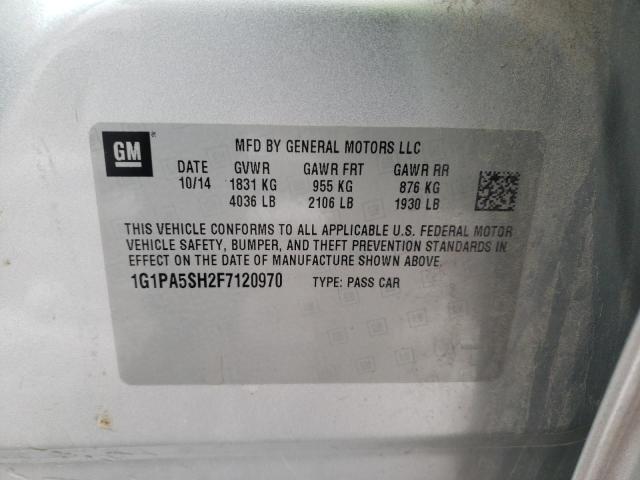 GM
MFD BY GENERAL MOTORS LLC
DATE GVWR GAWR FRT GAWR RR
10/14 1831 KG 955 KG 876 KG
4036 LB 2106 LB 1930 LB
THIS VEHICLE CONFORMS TO ALL APPLICABLE U.S. FEDERAL MOTOR
VEHICLE SAFETY, BUMPER, AND THEFT PREVENTION STANDARDS IN
EFFECT ON THE DATE OF MANUFACTURE SHOWN ABOVE.
1G1PA5SH2F7120970 TYPE: PASS CAR